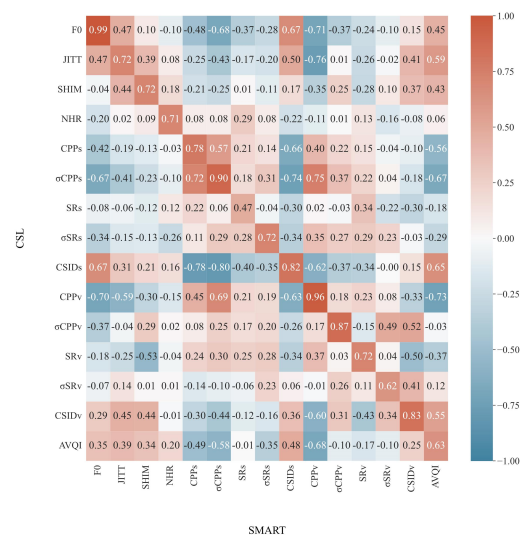 F0 0.99 0.47 0.10 -0.10 -0.48 -0.68 -0.37 -0.28 0.67 -0.71 -0.37 -0.24 -0.10 0.15 0.45
JITT 0.47 0.72 0.39 0.08 -0.25 -0.43 -0.17 -0.20 0.50 -0.76 0.01 -0.26 -0.02 0.41 0.59
SHIM -0.04 0.44 0.72 0.18 -0.21 -0.25 0.01 -0.11 0.17 -0.35 0.25 -0.28 0.10 0.37 0.43
NHR -0.20 0.02 0.09 0.71 0.08 0.08 0.29 0.08 -0.22 -0.11 -0.01 0.13 -0.16 -0.08 0.06
CPPs -0.42 -0.19 -0.13 -0.03 0.78 0.57 0.21 0.14 -0.66 0.40 0.22 0.15 -0.04 -0.10 -0.56
σCPPs -0.67 -0.41 -0.23 -0.10 0.72 0.90 0.18 0.31 -0.74 0.75 0.37 0.22 0.04 -0.18 -0.67
SRs -0.08 -0.06 -0.12 0.12 0.22 0.06 0.47 -0.04 -0.30 0.02 -0.03 0.34 -0.22 -0.30 -0.18
σSRs -0.34 -0.15 -0.13 -0.26 0.11 0.29 0.28 0.72 -0.34 0.35 0.27 0.29 0.23 -0.03 -0.29
CSIDs 0.67 0.31 0.21 0.16 -0.78 -0.80 -0.40 -0.35 0.82 -0.62 -0.37 -0.34 -0.00 0.15 0.65
CPPv -0.70 -0.59 -0.30 -0.15 0.45 0.69 0.21 0.19 -0.63 0.96 0.18 0.23 0.08 -0.33 -0.73
σCPPv -0.37 -0.04 0.29 0.02 0.08 0.25 0.17 0.20 -0.17 0.17 0.87 -0.15 0.49 0.52 -0.03
SRv -0.18 -0.25 -0.53 -0.04 0.24 0.30 0.25 0.28 -0.34 0.37 0.03 0.72 0.04 -0.50 -0.37
σSRv -0.07 0.14 0.01 0.01 -0.14 -0.10 -0.06 0.23 0.06 -0.01 0.26 0.11 0.62 0.41 0.12
CSIDv 0.29 0.45 0.44 -0.01 -0.30 -0.44 -0.12 -0.16 0.36 -0.60 0.31 -0.43 0.34 0.83 0.55
AVQI 0.35 0.39 0.34 0.20 -0.49 -0.58 -0.01 -0.35 0.48 -0.68 -0.10 -0.17 -0.10 0.25 0.63
F0 JITT SHIM NHR CPPs σCPPs SRs σSRs CSIDs CPPv σCPPv SRv σSRv CSIDv AVQI
CSL
SMART
1.00
0.75
0.50
0.25
0.00
-0.25
-0.50
-0.75
-1.00